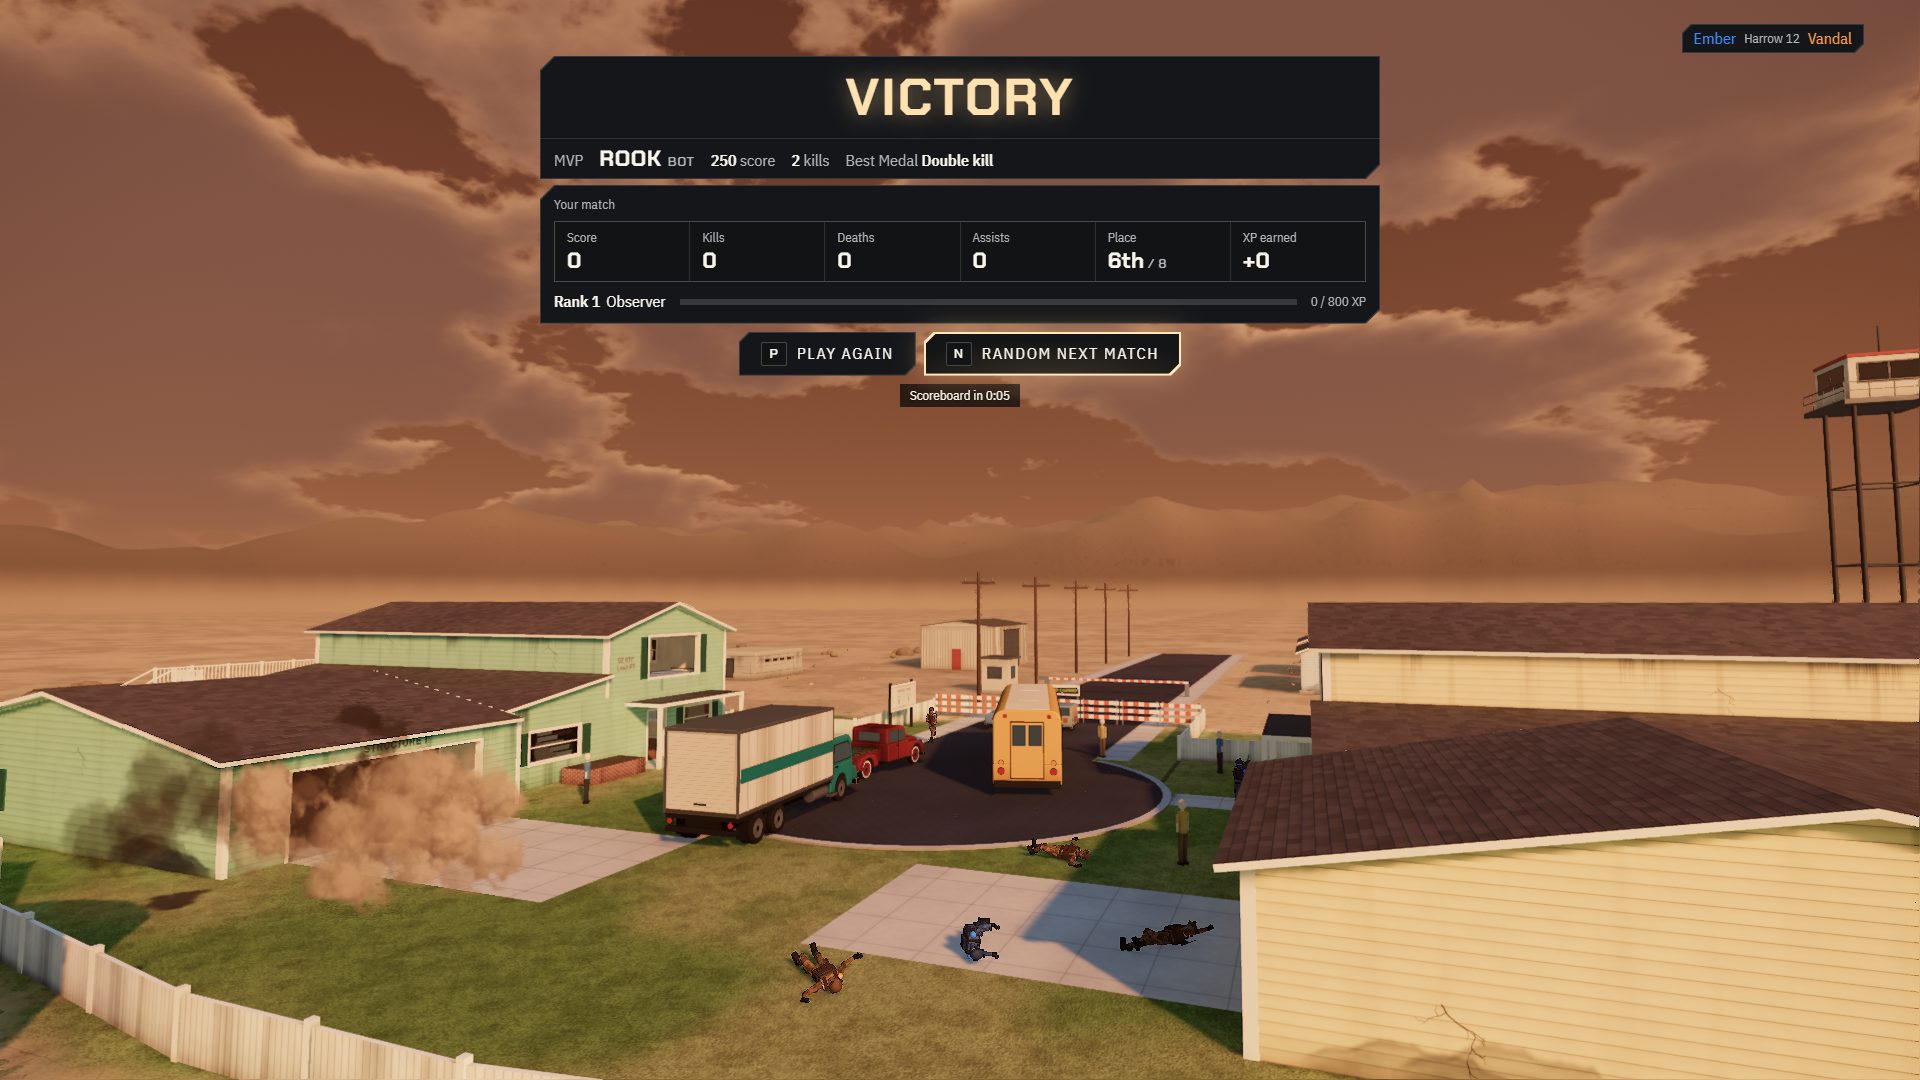 Ember Harrow 12 Vandal
VICTORY
MVP ROOK BOT 250 score 2 kills Best Medal Double kill
Your match
Score Kills Deaths Assists Place XP earned
0 0 0 0 6th / 8 +0
Rank 1 Observer 0 / 800 XP
P PLAY AGAIN N RANDOM NEXT MATCH
Scoreboard in 0:05